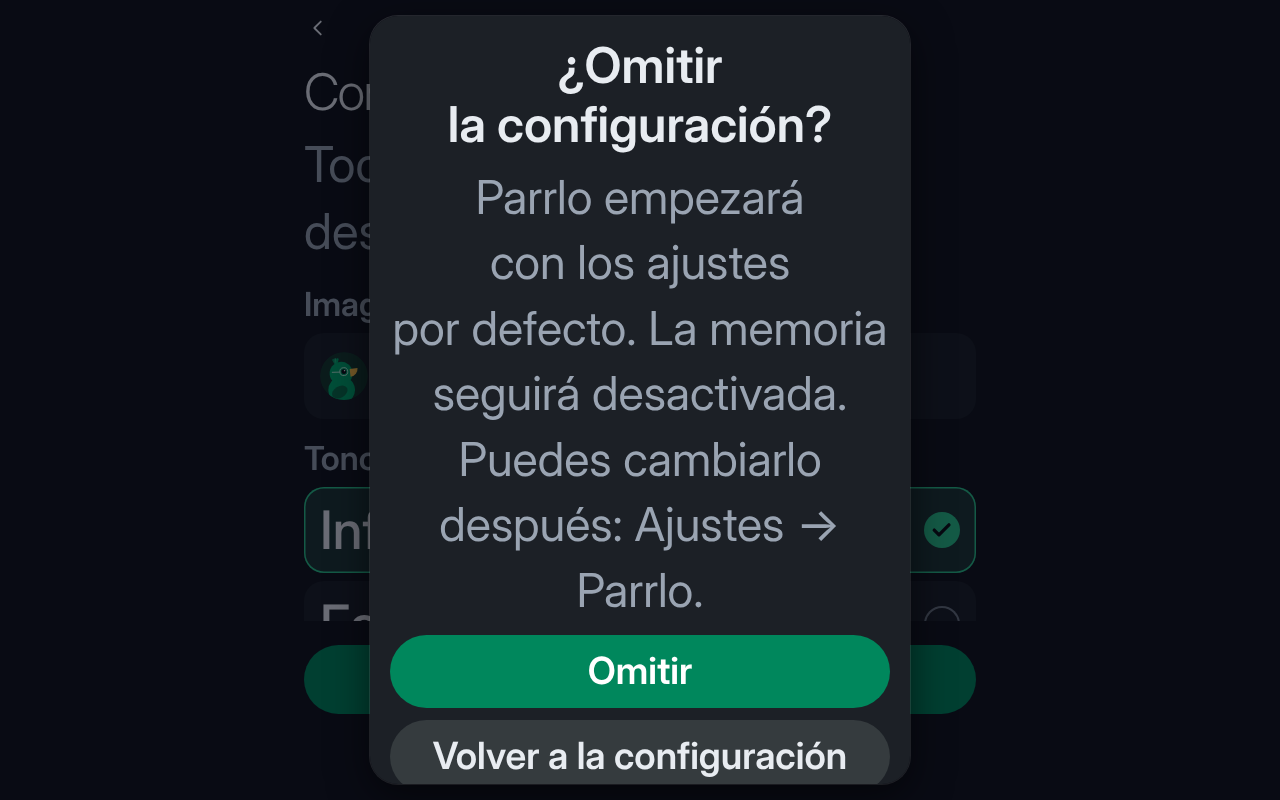 ¿Omitir
la configuración?
Parrlo empezará
con los ajustes
por defecto. La memoria
seguirá desactivada.
Puedes cambiarlo
después: Ajustes →
Parrlo.
Omitir
Volver a la configuración